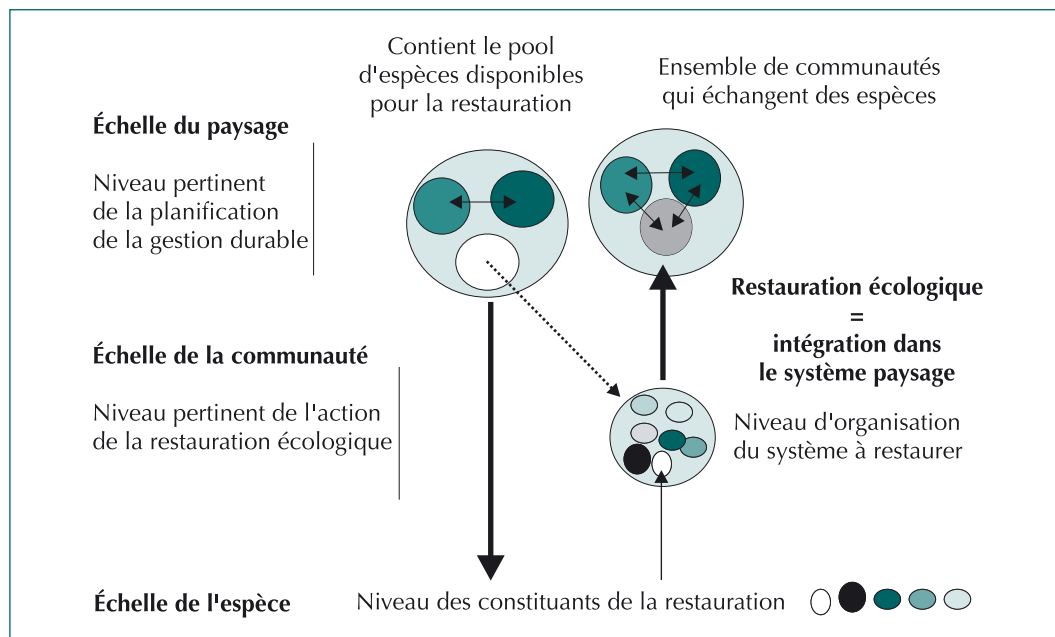 Contient le pool
d'espèces disponibles
pour la restauration
Ensemble de communautés
qui échangent des espèces
Échelle du paysage
Niveau pertinent
de la planification
de la gestion durable
Restauration écologique
=
intégration dans
le système paysage
Échelle de la communauté
Niveau pertinent de l'action
de la restauration écologique
Niveau d'organisation
du système à restaurer
Échelle de l'espèce
Niveau des constituants de la restauration